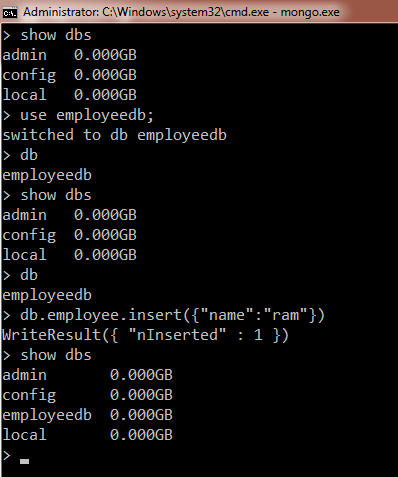 Administrator: C:\Windows\system32\cmd.exe - mongo.exe
> show dbs
admin   0.000GB
config  0.000GB
local   0.000GB
> use employeedb;
switched to db employeedb
> db
employeedb
> show dbs
admin   0.000GB
config  0.000GB
local   0.000GB
> db
employeedb
> db.employee.insert({"name":"ram"})
WriteResult({ "nInserted" : 1 })
> show dbs
admin       0.000GB
config      0.000GB
employeedb  0.000GB
local       0.000GB
>